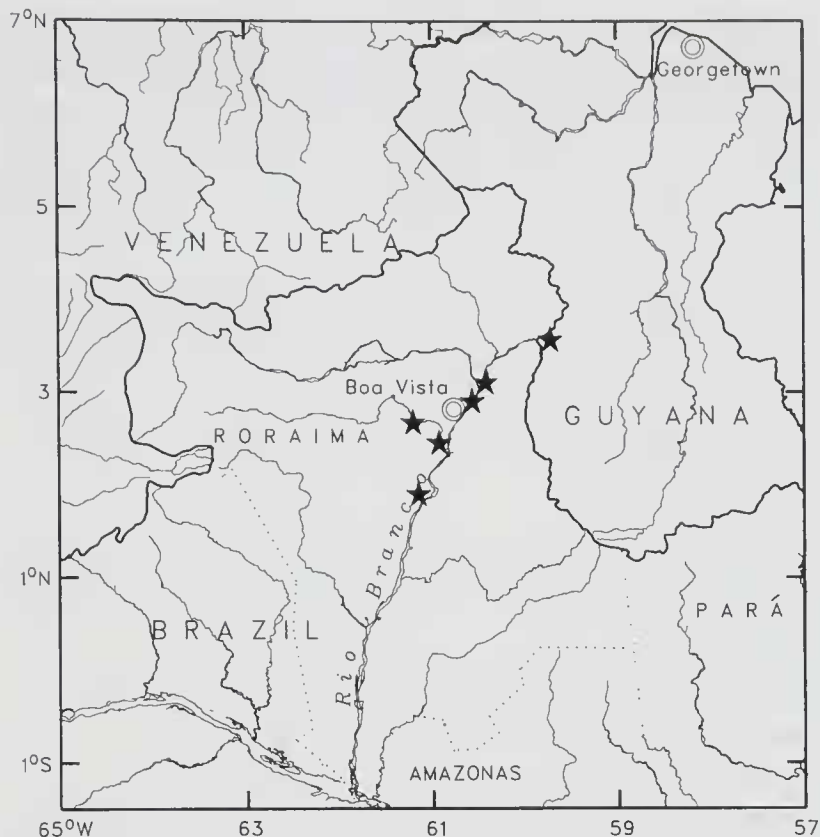 7°N
Georgetown
5
VENEZUELA
3
Boa Vista
GUYANA
RORAIMA
Rio Branco
1°N
PARÁ
BRAZIL
1°S
AMAZONAS
65°W 63 61 59 57